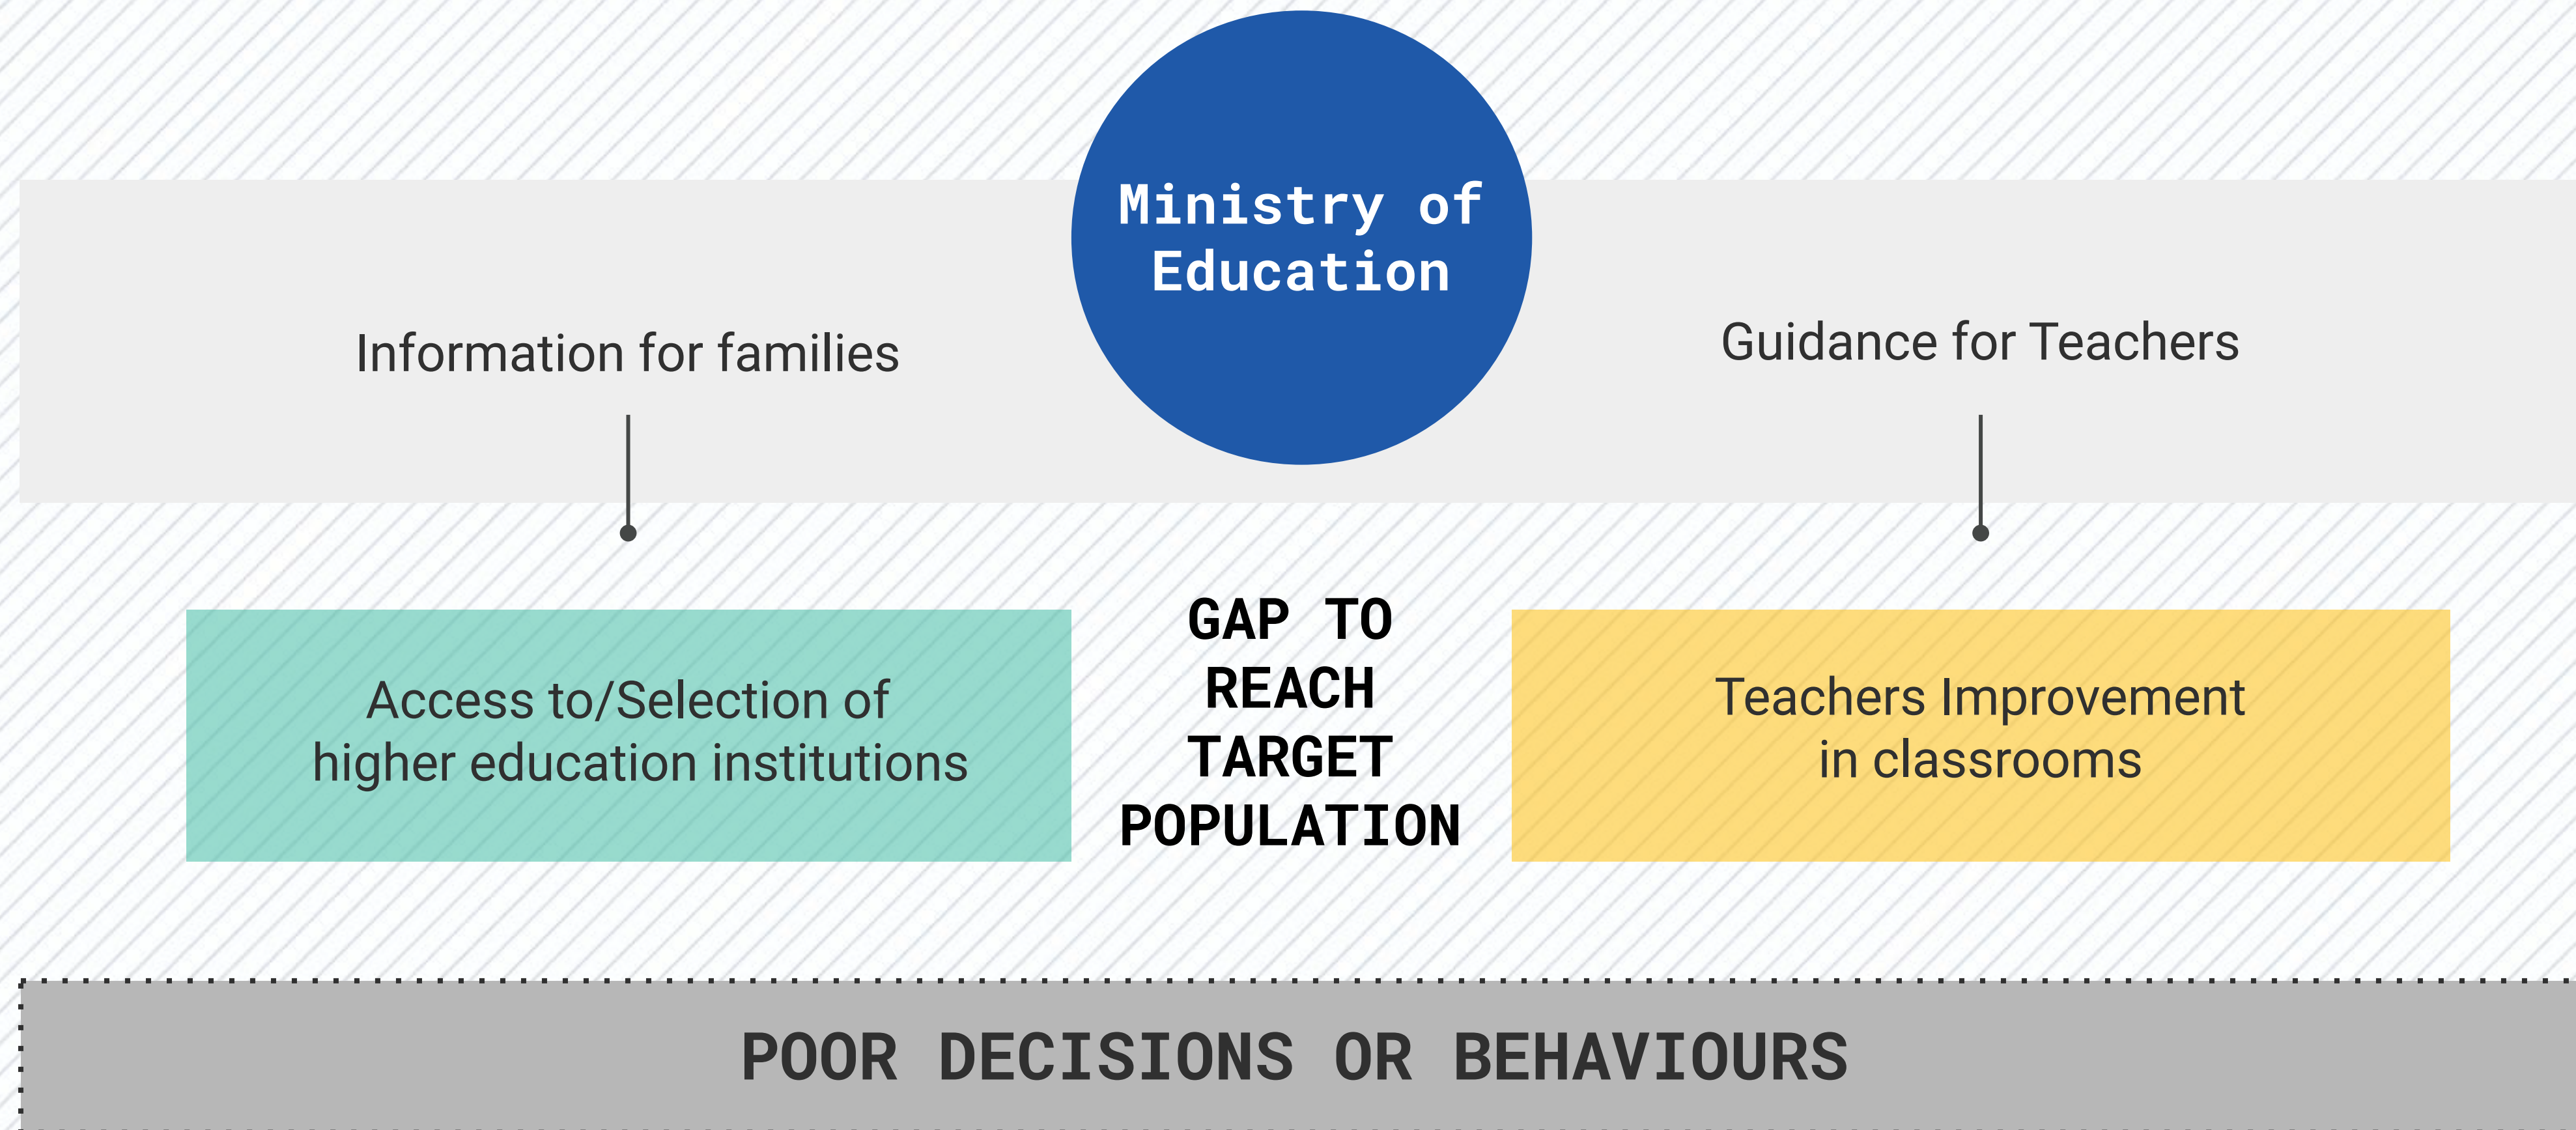 Ministry of
Education
Information for families
Guidance for Teachers
Access to/Selection of
higher education institutions
GAP TO
REACH
TARGET
POPULATION
Teachers Improvement
in classrooms
POOR DECISIONS OR BEHAVIOURS